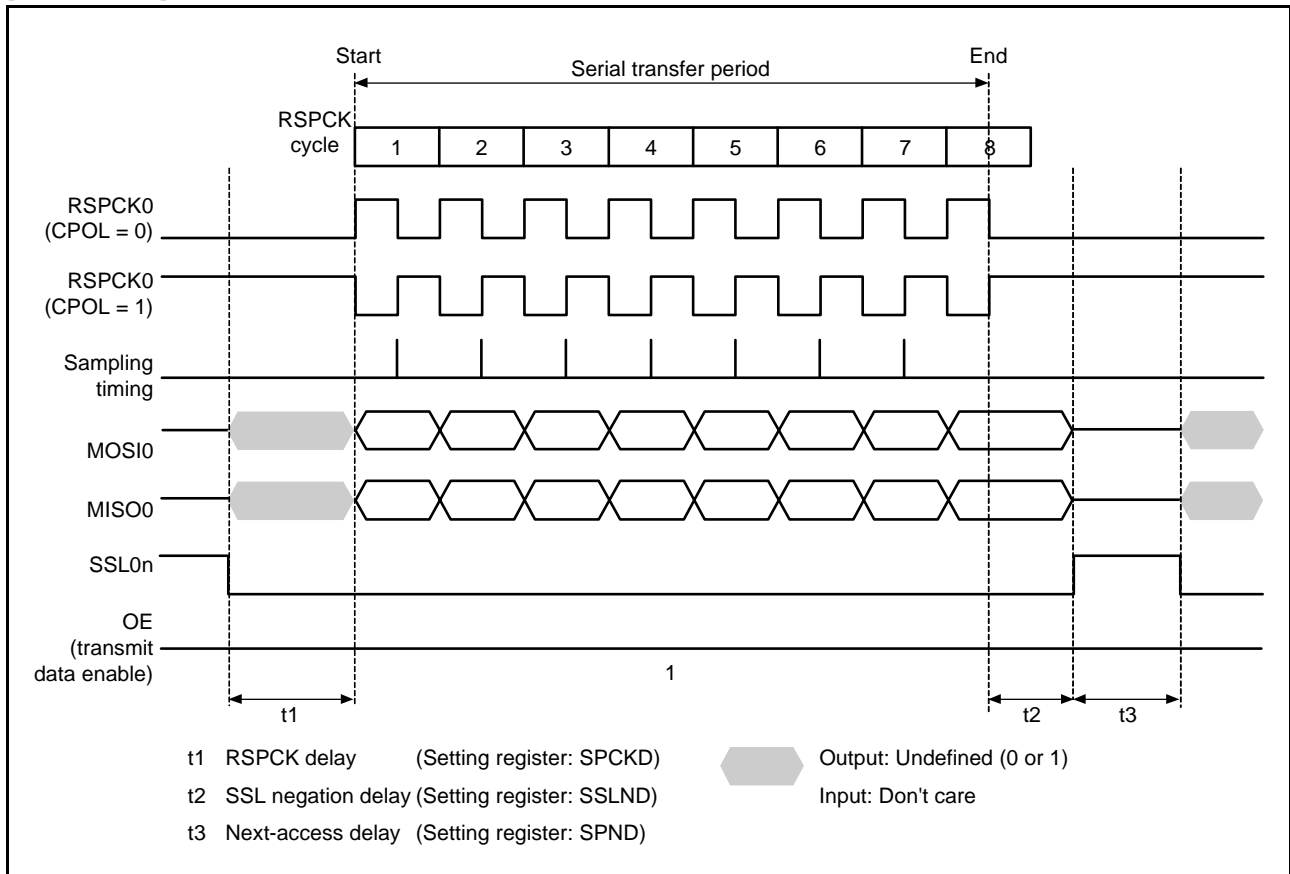 Start
End
Serial transfer period
RSPCK
cycle
1 2 3 4 5 6 7 8
RSPCK0
(CPOL = 0)
RSPCK0
(CPOL = 1)
Sampling
timing
MOSI0
MISO0
SSL0n
OE
(transmit
data enable)
1
t1 t2 t3
t1 RSPCK delay (Setting register: SPCKD)
t2 SSL negation delay (Setting register: SSLND)
t3 Next-access delay (Setting register: SPND)
Output: Undefined (0 or 1)
Input: Don't care